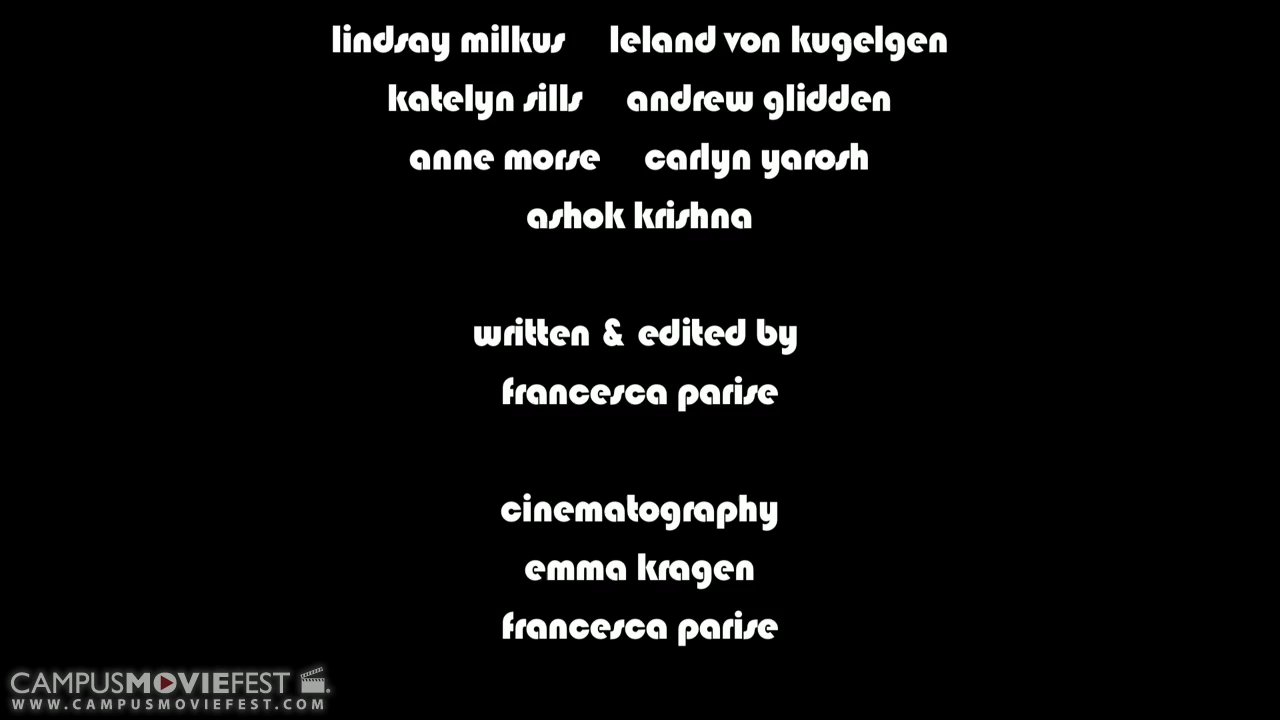 lindsay milkus leland von kugelgen
katelyn sills andrew glidden
anne morse carlyn yarosh
ashok krishna
written & edited by
francesca parise
cinematography
emma kragen
francesca parise
CAMPUSMOVIEFEST
WWW.CAMPUSMOVIEFEST.COM